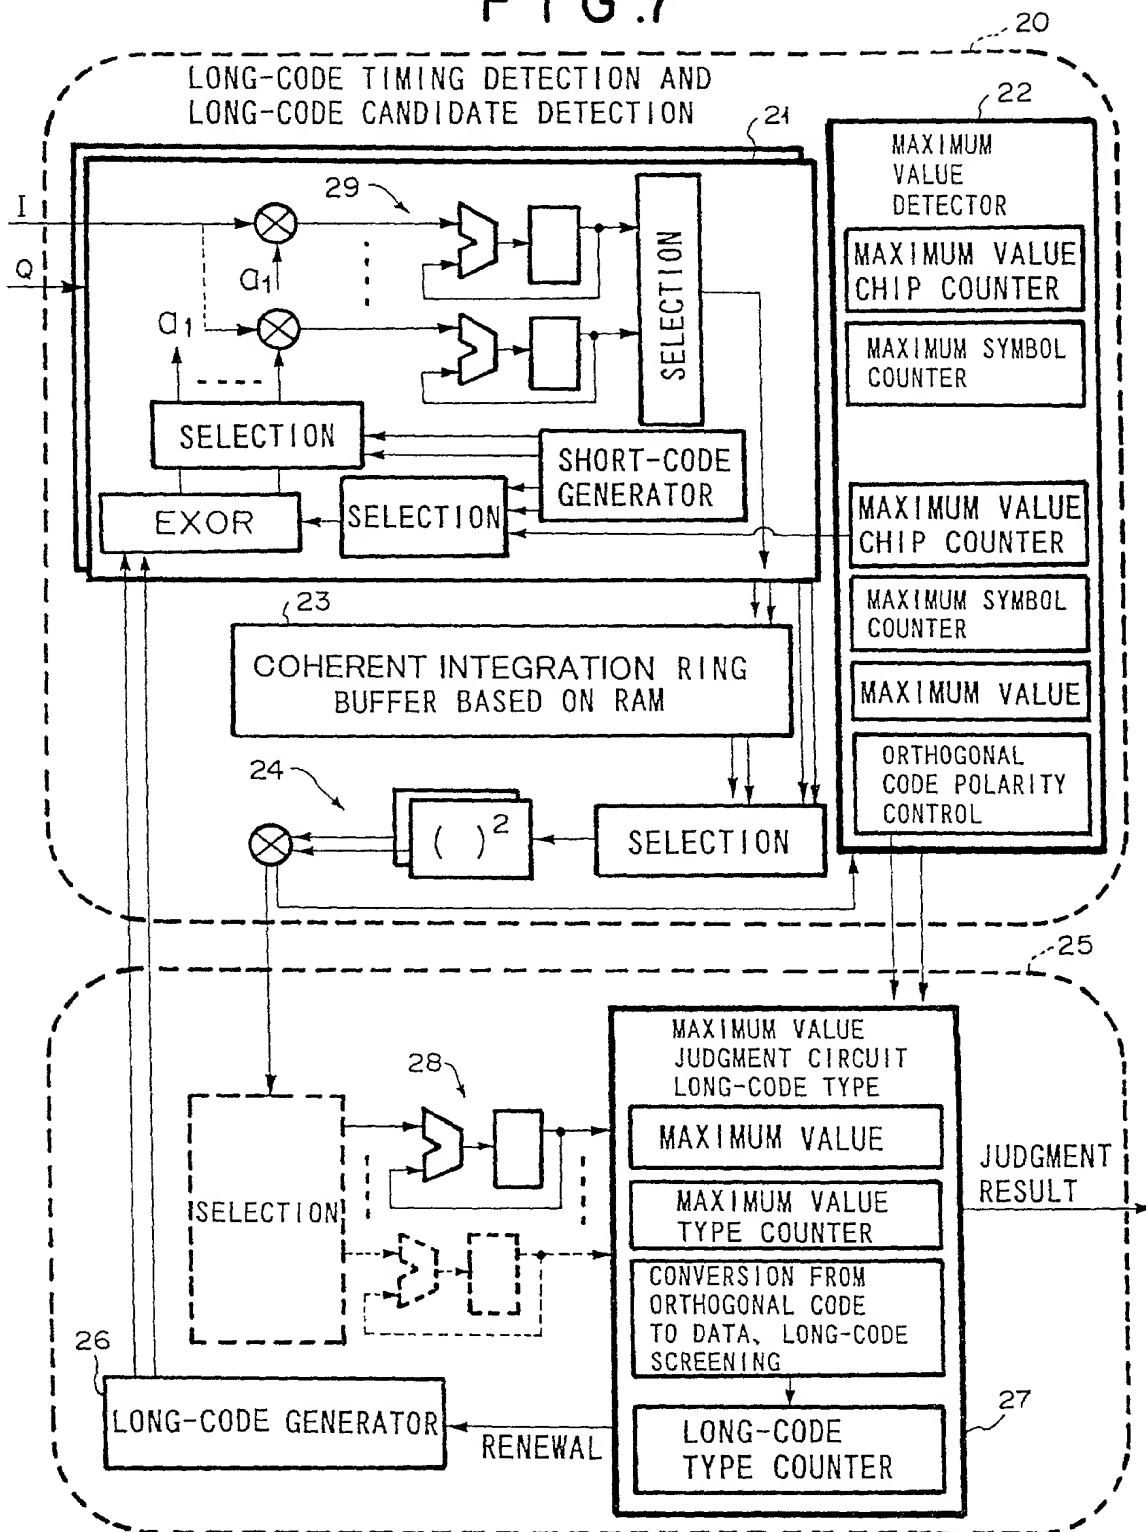 FIG.7
20
LONG-CODE TIMING DETECTION AND
LONG-CODE CANDIDATE DETECTION
21
22
MAXIMUM
VALUE
DETECTOR
MAXIMUM VALUE
CHIP COUNTER
MAXIMUM SYMBOL
COUNTER
MAXIMUM VALUE
CHIP COUNTER
MAXIMUM SYMBOL
COUNTER
MAXIMUM VALUE
ORTHOGONAL
CODE POLARITY
CONTROL
I
Q
29
a1
a1
SELECTION
SELECTION
SHORT-CODE
GENERATOR
SELECTION
EXOR
23
COHERENT INTEGRATION RING
BUFFER BASED ON RAM
24
( )2
SELECTION
25
MAXIMUM VALUE
JUDGMENT CIRCUIT
LONG-CODE TYPE
MAXIMUM VALUE
MAXIMUM VALUE
TYPE COUNTER
CONVERSION FROM
ORTHOGONAL CODE
TO DATA, LONG-CODE
SCREENING
LONG-CODE
TYPE COUNTER
27
JUDGMENT
RESULT
28
SELECTION
26
LONG-CODE GENERATOR
RENEWAL